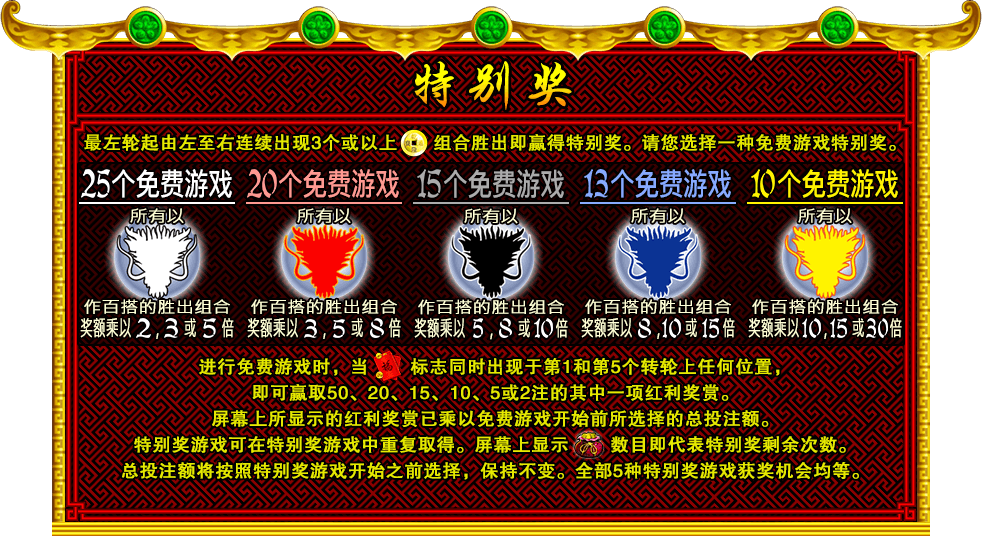 特别奖
最左轮起由左至右连续出现3个或以上 组合胜出即赢得特别奖。请您选择一种免费游戏特别奖。
25个免费游戏 20个免费游戏 15个免费游戏 13个免费游戏 10个免费游戏
所有以 所有以 所有以 所有以 所有以
作百搭的胜出组合 作百搭的胜出组合 作百搭的胜出组合 作百搭的胜出组合 作百搭的胜出组合
奖额乘以2,3或5倍 奖额乘以3,5或8倍 奖额乘以5,8或10倍 奖额乘以8,10或15倍 奖额乘以10,15或30倍
进行免费游戏时，当 标志同时出现于第1和第5个转轮上任何位置，
即可赢取50、20、15、10、5或2注的其中一项红利奖赏。
屏幕上所显示的红利奖赏已乘以免费游戏开始前所选择的总投注额。
特别奖游戏可在特别奖游戏中重复取得。屏幕上显示 数目即代表特别奖剩余次数。
总投注额将按照特别奖游戏开始之前选择，保持不变。全部5种特别奖游戏获奖机会均等。